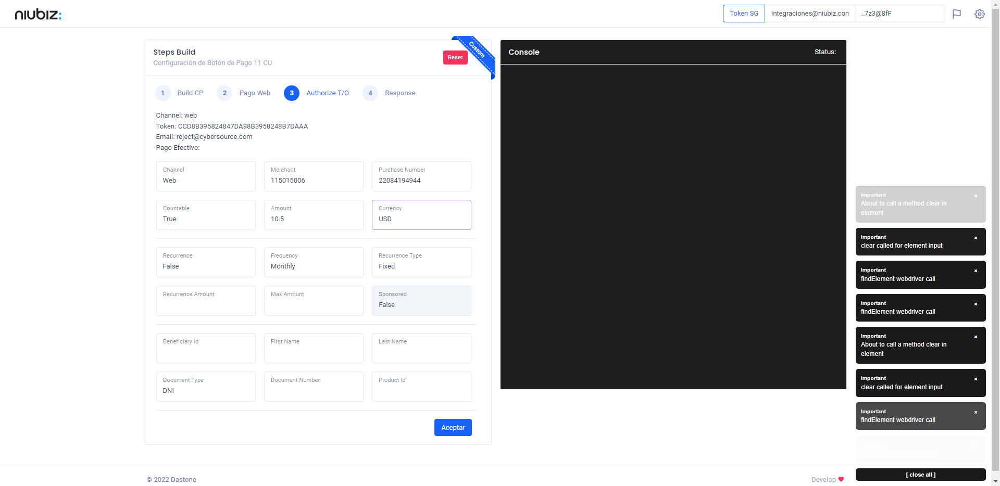 niubiz:
Token SG
integraciones@niubiz.con
_7z3@8fF
Steps Build
Configuración de Botón de Pago 11 CU
Reset
Custom
1 Build CP
2 Pago Web
3 Authorize T/O
4 Response
Channel: web
Token: CCD8B395824847DA98B3958248B7DAAA
Email: reject@cybersource.com
Pago Efectivo:
Channel
Web
Merchant
115015006
Purchase Number
22084194944
Countable
True
Amount
10.5
Currency
USD
Recurrence
False
Frequency
Monthly
Recurrence Type
Fixed
Recurrence Amount
Max Amount
Sponsored
False
Beneficiary Id
First Name
Last Name
Document Type
DNI
Document Number
Product Id
Aceptar
Console
Status:
Important
About to call a method clear in
element
Important
clear called for element input
Important
findElement webdriver call
Important
findElement webdriver call
Important
About to call a method clear in
element
Important
clear called for element input
Important
findElement webdriver call
[ close all ]
© 2022 Dastone
Develop